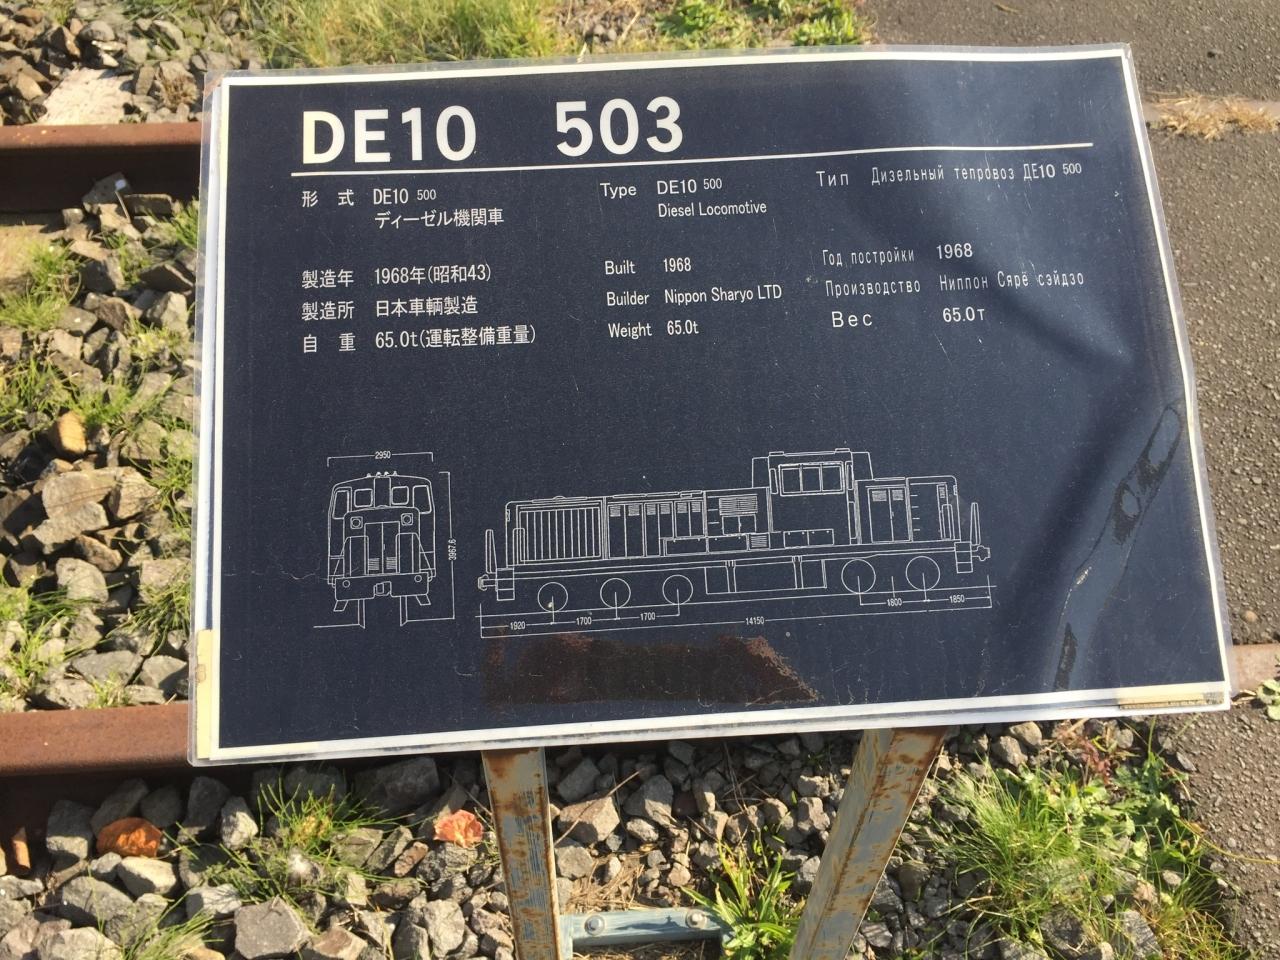 DE10 503
形 式 DE10 500
ディーゼル機関車
製造年 1968年(昭和43)
製造所 日本車輌製造
自 重 65.0t(運転整備重量)
Type DE10 500
Diesel Locomotive
Built 1968
Builder Nippon Sharyo LTD
Weight 65.0t
Тип Дизельный тепровоз ДЕ10 500
Год постройки 1968
Производство Ниппон Сярё сэйдзо
Вес 65.0т
2950
3967.6
1920
1700
1700
14150
1800
1850